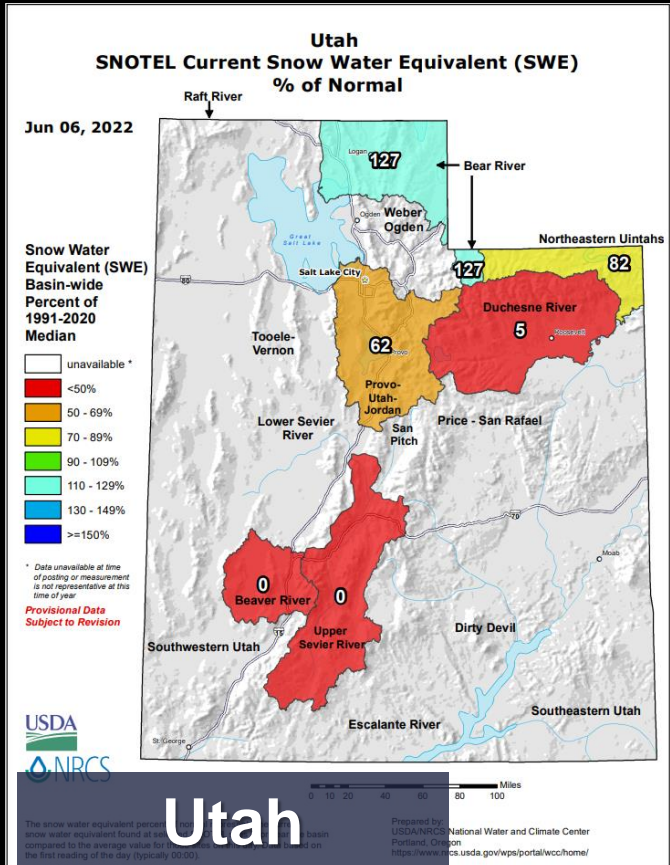 Utah
SNOTEL Current Snow Water Equivalent (SWE)
% of Normal
Raft River
Jun 06, 2022
Logan
127
Bear River
Ogden
Weber
Ogden
Great
Salt Lake
Northeastern Uintahs
Snow Water
Equivalent (SWE)
Basin-wide
Percent of
1991-2020
Median
Salt Lake City
127
82
80
Duchesne River
5
Roosevelt
Tooele-
Vernon
62
Provo
Provo-
Utah-
Jordan
unavailable *
<50%
50 - 69%
70 - 89%
90 - 109%
110 - 129%
130 - 149%
>=150%
Lower Sevier
River
San
Pitch
Price - San Rafael
70
Moab
* Data unavailable at time
of posting or measurement
is not representative at this
time of year
Provisional Data
Subject to Revision
0
Beaver River
0
Upper
Sevier River
15
Dirty Devil
Southwestern Utah
Southeastern Utah
Escalante River
St. George
USDA
NRCS
Miles
0 10 20 40 60 80 100
Utah
The snow water equivalent percent
snow water equivalent found at
basin
compared to the average value for
based on
the first reading of the day (typically 00:00).
Prepared by:
USDA/NRCS National Water and Climate Center
Portland, Oregon
https://www.nrcs.usda.gov/wps/portal/wcc/home/